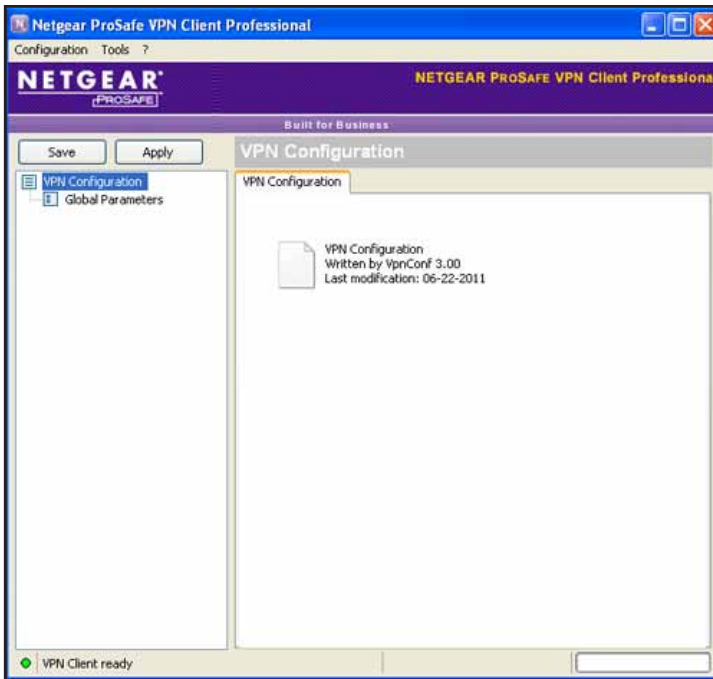 Netgear ProSafe VPN Client Professional
Configuration Tools ?
NETGEAR
PROSAFE
NETGEAR PROSAFE VPN Client Professiona
Built for Business
Save Apply
VPN Configuration
VPN Configuration
Global Parameters
VPN Configuration
VPN Configuration
Written by VpnConf 3.00
Last modification: 06-22-2011
VPN Client ready